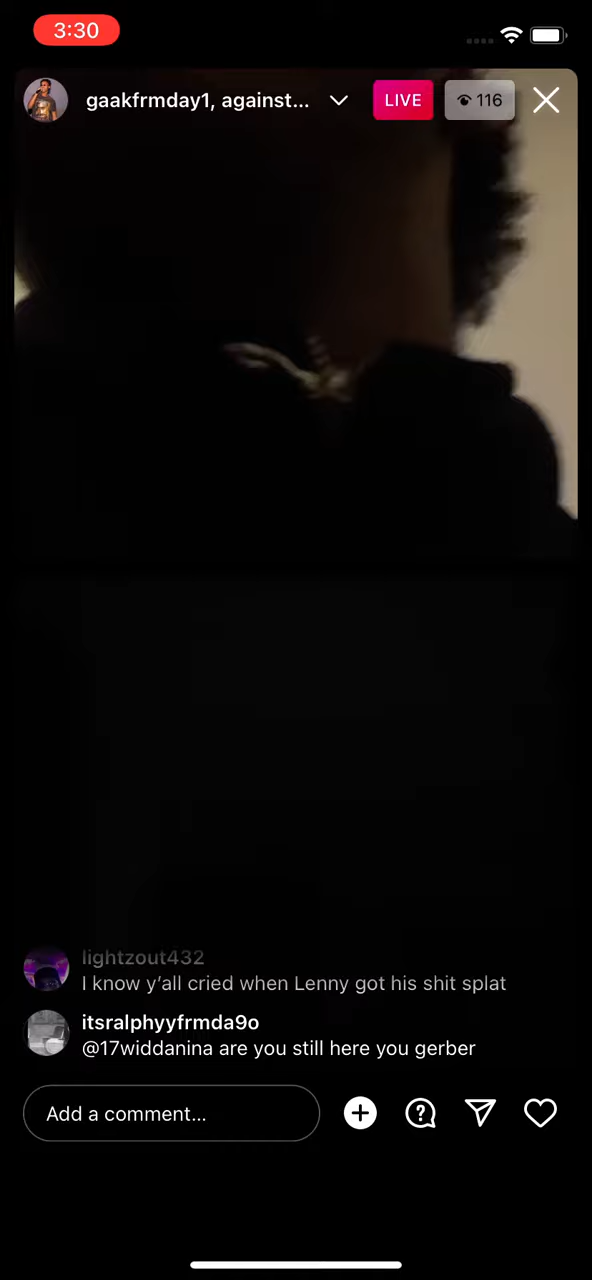 3:30
gaakfrmday1, against...
LIVE
116
lightzout432
I know y’all cried when Lenny got his shit splat
itsralphyyfrmda9o
@17widdanina are you still here you gerber
Add a comment...